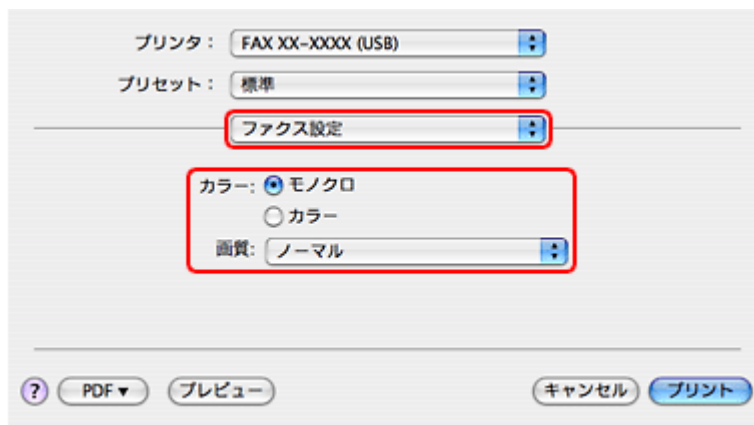 プリンタ： FAX XX-XXXX (USB)
プリセット： 標準
ファクス設定
カラー: モノクロ
カラー
画質: ノーマル
? PDF▼ プレビュー キャンセル プリント